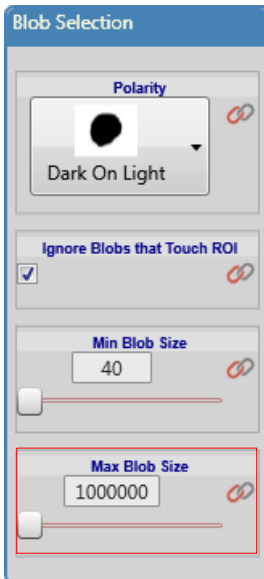 Blob Selection
Polarity
Dark On Light
Ignore Blobs that Touch ROI
Min Blob Size
40
Max Blob Size
1000000